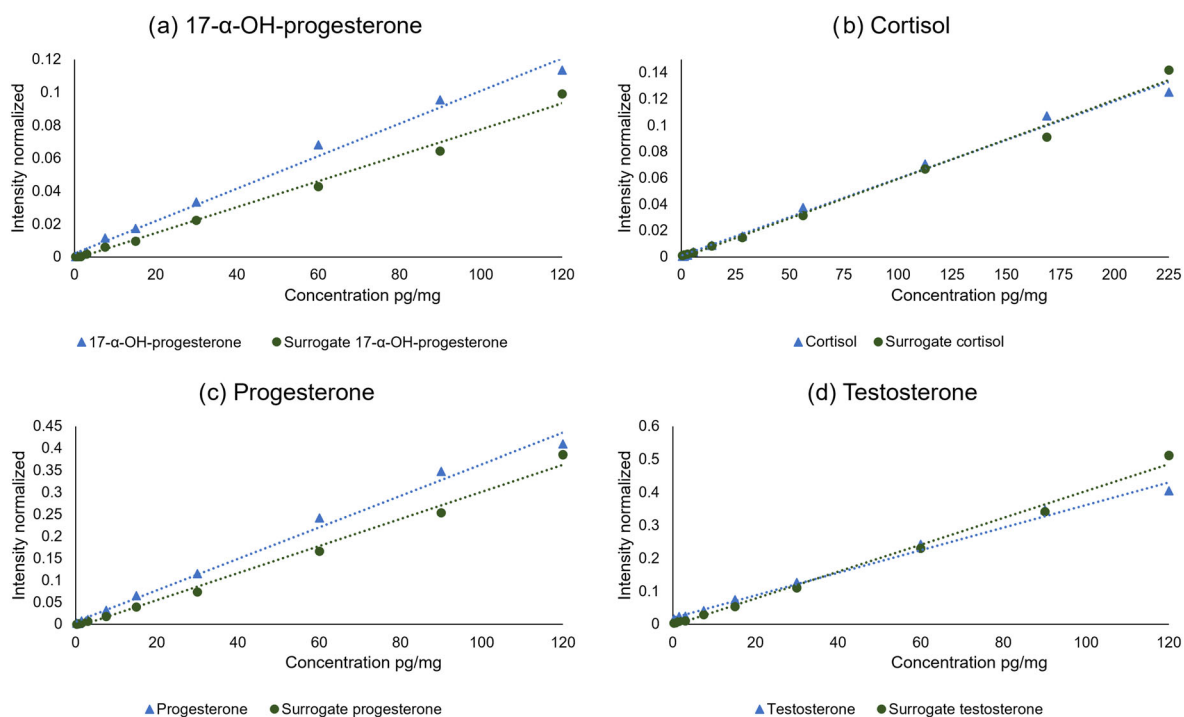 (a) 17-α-OH-progesterone
Intensity normalized
0.12
0.1
0.08
0.06
0.04
0.02
0
0 20 40 60 80 100 120
Concentration pg/mg
17-α-OH-progesterone Surrogate 17-α-OH-progesterone
(b) Cortisol
Intensity normalized
0.14
0.12
0.1
0.08
0.06
0.04
0.02
0
0 25 50 75 100 125 150 175 200 225
Concentration pg/mg
Cortisol Surrogate cortisol
(c) Progesterone
Intensity normalized
0.45
0.4
0.35
0.3
0.25
0.2
0.15
0.1
0.05
0
0 20 40 60 80 100 120
Concentration pg/mg
Progesterone Surrogate progesterone
(d) Testosterone
Intensity normalized
0.6
0.5
0.4
0.3
0.2
0.1
0
0 20 40 60 80 100 120
Concentration pg/mg
Testosterone Surrogate testosterone